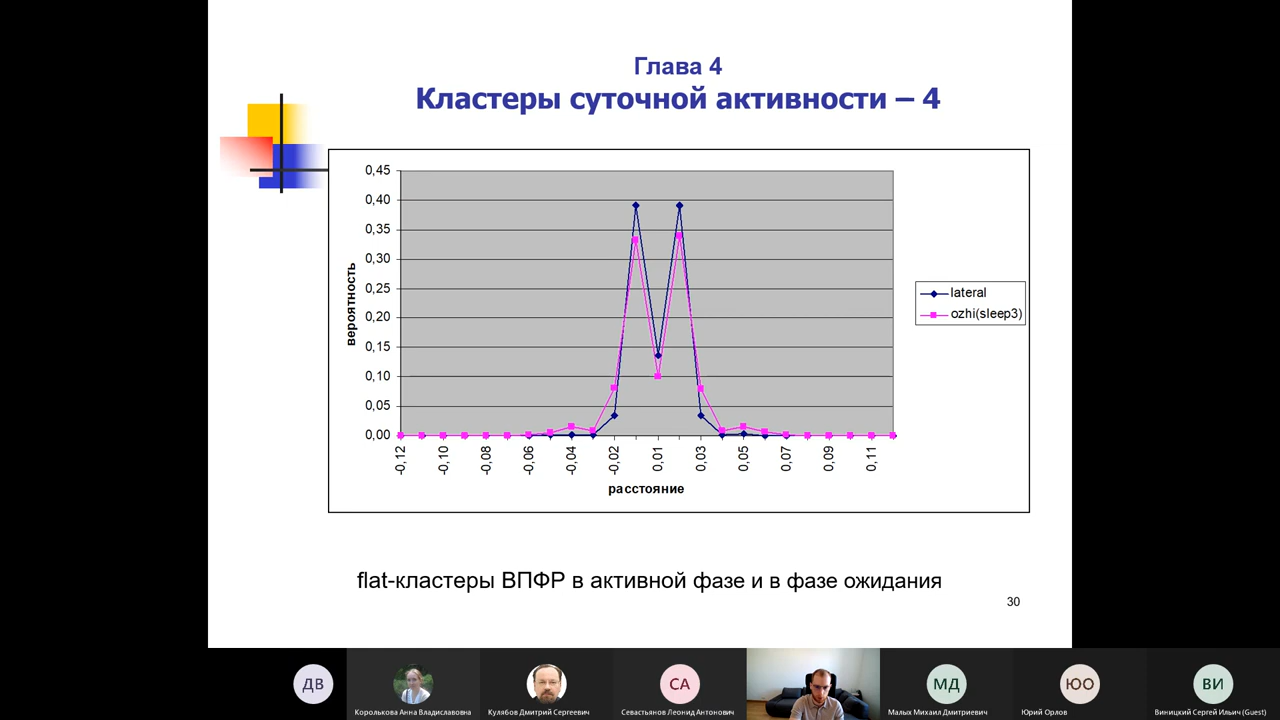 Глава 4
Кластеры суточной активности – 4
0,45
0,40
0,35
0,30
0,25
0,20
0,15
0,10
0,05
0,00
вероятность
-0,12
-0,10
-0,08
-0,06
-0,04
-0,02
0,01
0,03
0,05
0,07
0,09
0,11
расстояние
lateral
ozhi(sleep3)
flat-кластеры ВПФР в активной фазе и в фазе ожидания
30
ДВ
СА
МД
ЮО
ВИ
Королькова Анна Владиславовна
Кулябов Дмитрий Сергеевич
Севастьянов Леонид Антонович
Малых Михаил Дмитриевич
Юрий Орлов
Виницкий Сергей Ильич (Guest)